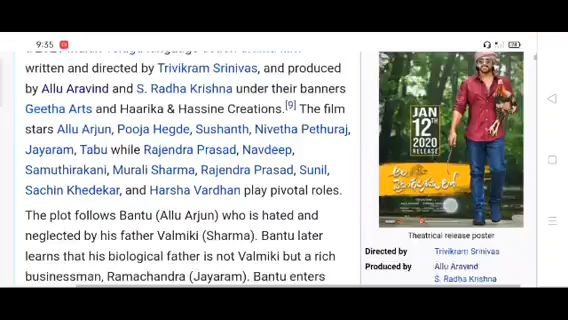 9:35
written and directed by Trivikram Srinivas, and produced
by Allu Aravind and S. Radha Krishna under their banners
Geetha Arts and Haarika & Hassine Creations.[9] The film
stars Allu Arjun, Pooja Hegde, Sushanth, Nivetha Pethuraj,
Jayaram, Tabu while Rajendra Prasad, Navdeep,
Samuthirakani, Murali Sharma, Rajendra Prasad, Sunil,
Sachin Khedekar, and Harsha Vardhan play pivotal roles.
The plot follows Bantu (Allu Arjun) who is hated and
neglected by his father Valmiki (Sharma). Bantu later
learns that his biological father is not Valmiki but a rich
businessman, Ramachandra (Jayaram). Bantu enters
JAN
12TH
2020
RELEASE
Theatrical release poster
Directed by Trivikram Srinivas
Produced by Allu Aravind
S. Radha Krishna